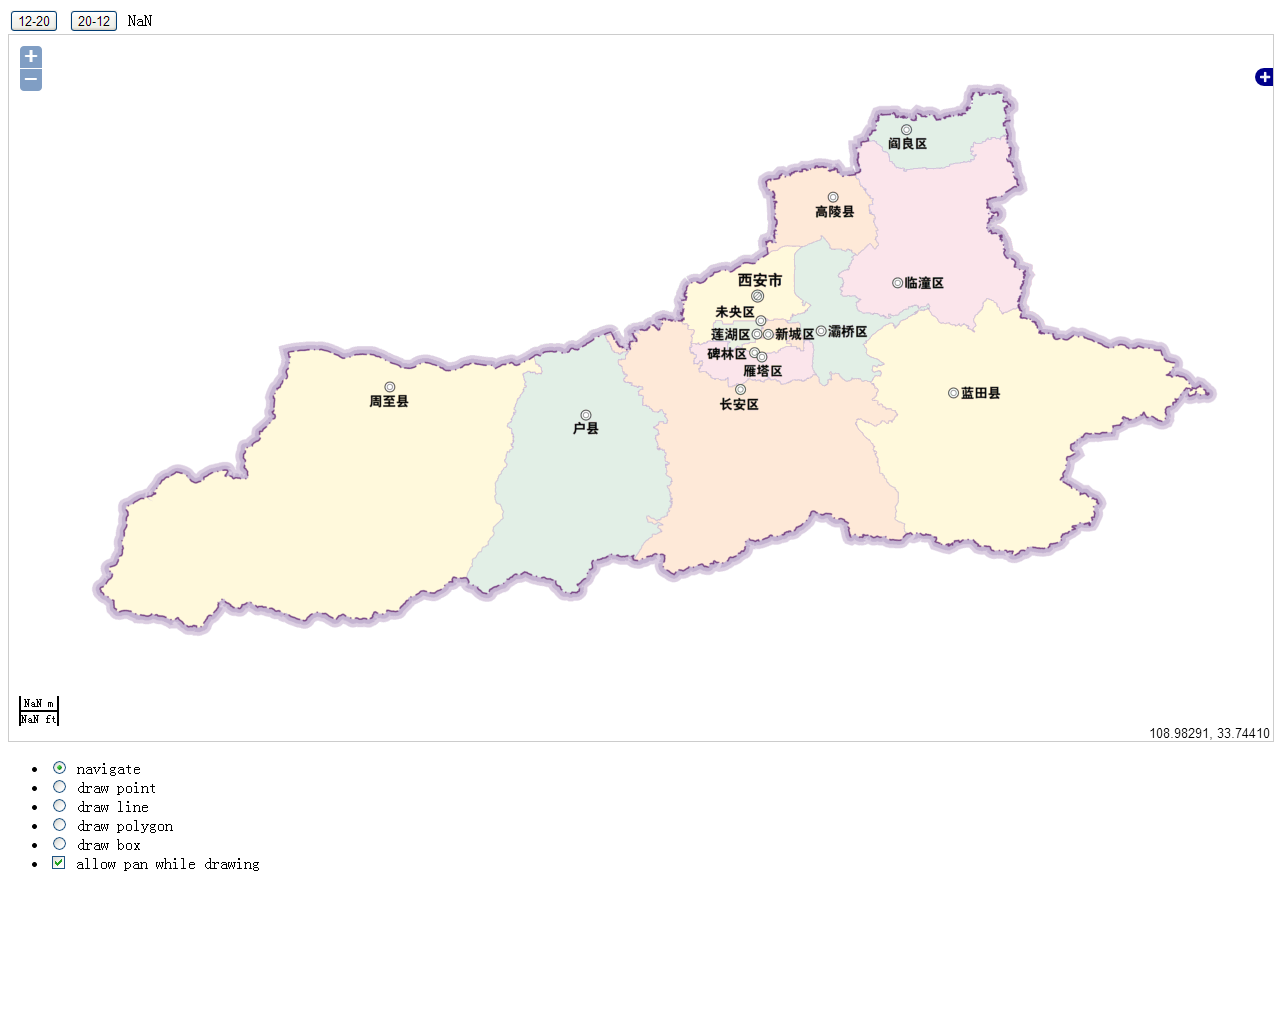 12-20 20-12 NaN
+
−
+
阎良区
高陵县
临潼区
西安市
未央区
莲湖区 新城区 灞桥区
碑林区
雁塔区
周至县
长安区
蓝田县
户县
NaN m
NaN ft
108.98291, 33.74410
navigate
draw point
draw line
draw polygon
draw box
allow pan while drawing